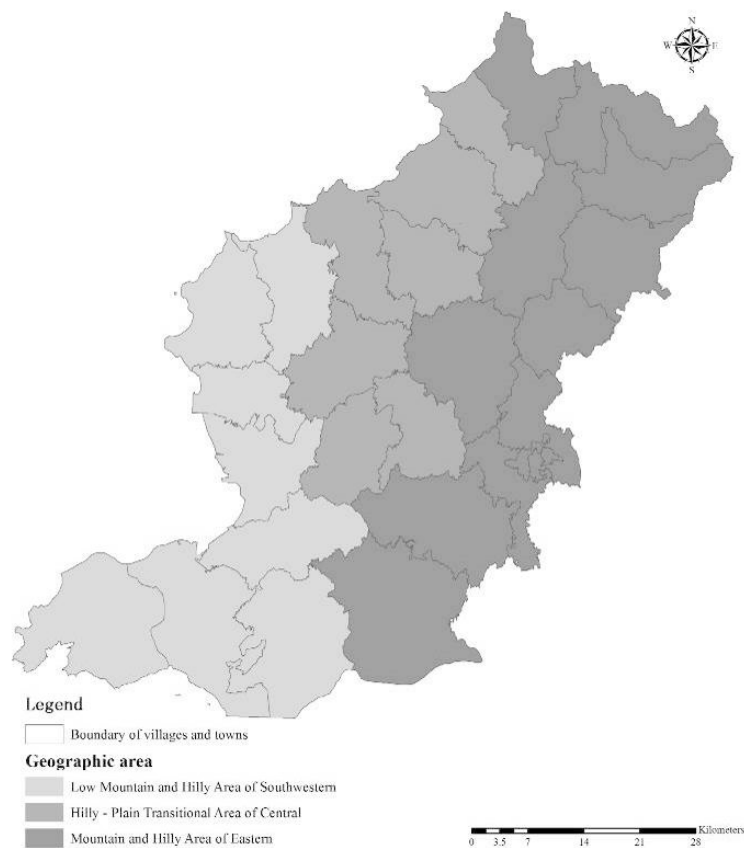 N
W E
S
Legend
Boundary of villages and towns
Geographic area
Low Mountain and Hilly Area of Southwestern
Hilly - Plain Transitional Area of Central
Mountain and Hilly Area of Eastern
Kilometers
0 3.5 7 14 21 28